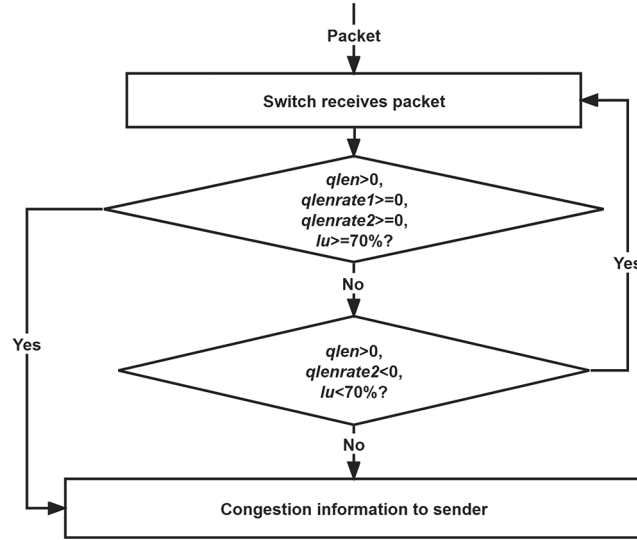 Packet
Switch receives packet
qlen>0,
qlenrate1>=0,
qlenrate2>=0,
lu>=70%?
No
Yes
Yes
qlen>0,
qlenrate2<0,
lu<70%?
No
Congestion information to sender